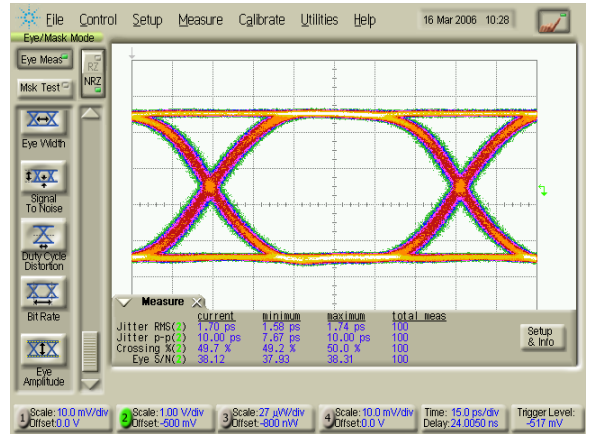 File Control Setup Measure Calibrate Utilities Help 16 Mar 2006 10:28
Eye/Mask Mode
Eye Meas
RZ
Msk Test
NRZ
Eye Width
Signal
To Noise
Duty Cycle
Distortion
Bit Rate
Eye
Amplitude
Measure
current minimum maximum total meas
Jitter RMS(2) 1.70 ps 1.58 ps 1.74 ps 100
Jitter p-p(2) 10.00 ps 7.67 ps 10.00 ps 100
Crossing %(2) 49.7 % 49.2 % 50.0 % 100
Eye S/N(2) 38.12 37.93 38.31 100
Setup
& Info
1 Scale: 10.0 mV/div
Offset:0.0 V
2 Scale: 1.00 V/div
Offset:-500 mV
3 Scale:27 µW/div
Offset:-800 nW
4 Scale:10.0 mV/div
Offset:0.0 V
Time: 15.0 ps/div
Delay:24.0050 ns
Trigger Level:
-517 mV